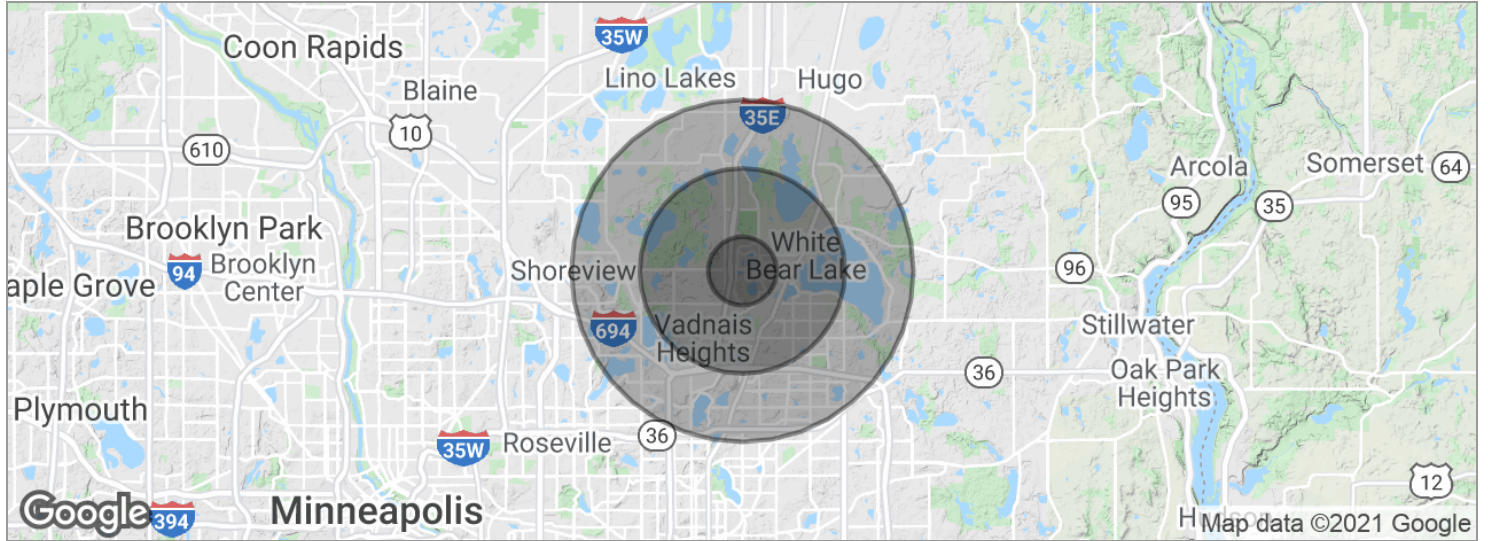 35W
Coon Rapids
Lino Lakes
Hugo
Blaine
35E
10
610
Arcola
Somerset
64
95
35
Brooklyn Park
White
Bear Lake
94
Brooklyn
Center
Shoreview
96
aple Grove
694
Vadnais
Heights
Stillwater
36
Oak Park
Heights
Plymouth
35W
Roseville
36
12
Google
394
Minneapolis
Map data ©2021 Google